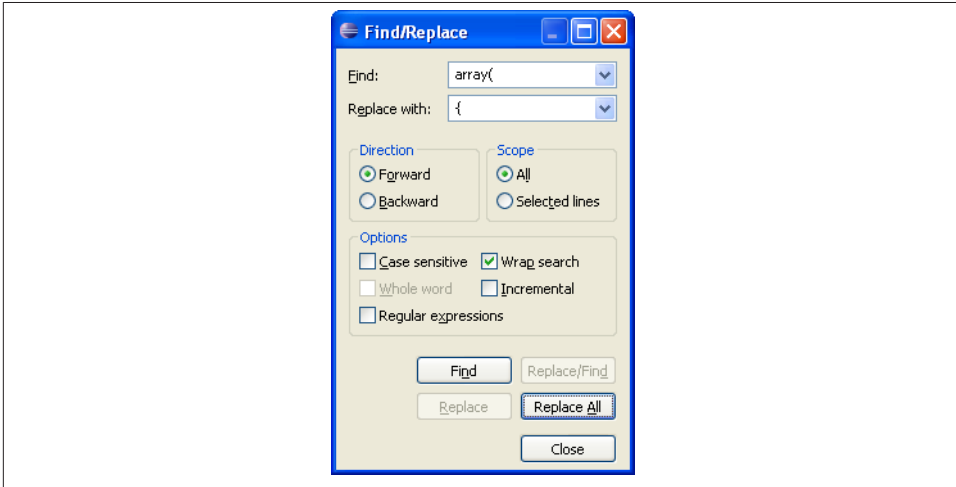 Find/Replace
Find: array(
Replace with: {
Direction Scope
Forward All
Backward Selected lines
Options
Case sensitive Wrap search
Whole word Incremental
Regular expressions
Find Replace/Find
Replace Replace All
Close